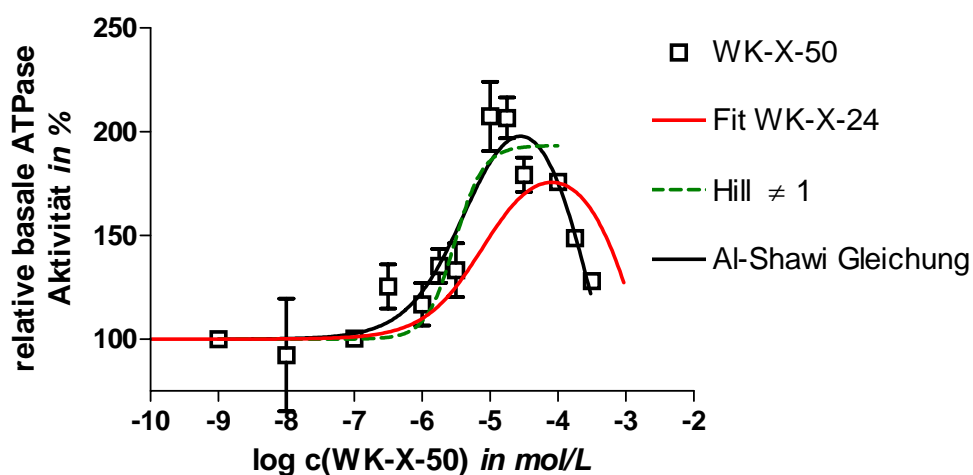 relative basale ATPase
Aktivität in %
250
200
150
100
-10 -9 -8 -7 -6 -5 -4 -3 -2
log c(WK-X-50) in mol/L
WK-X-50
Fit WK-X-24
Hill ≠ 1
Al-Shawi Gleichung